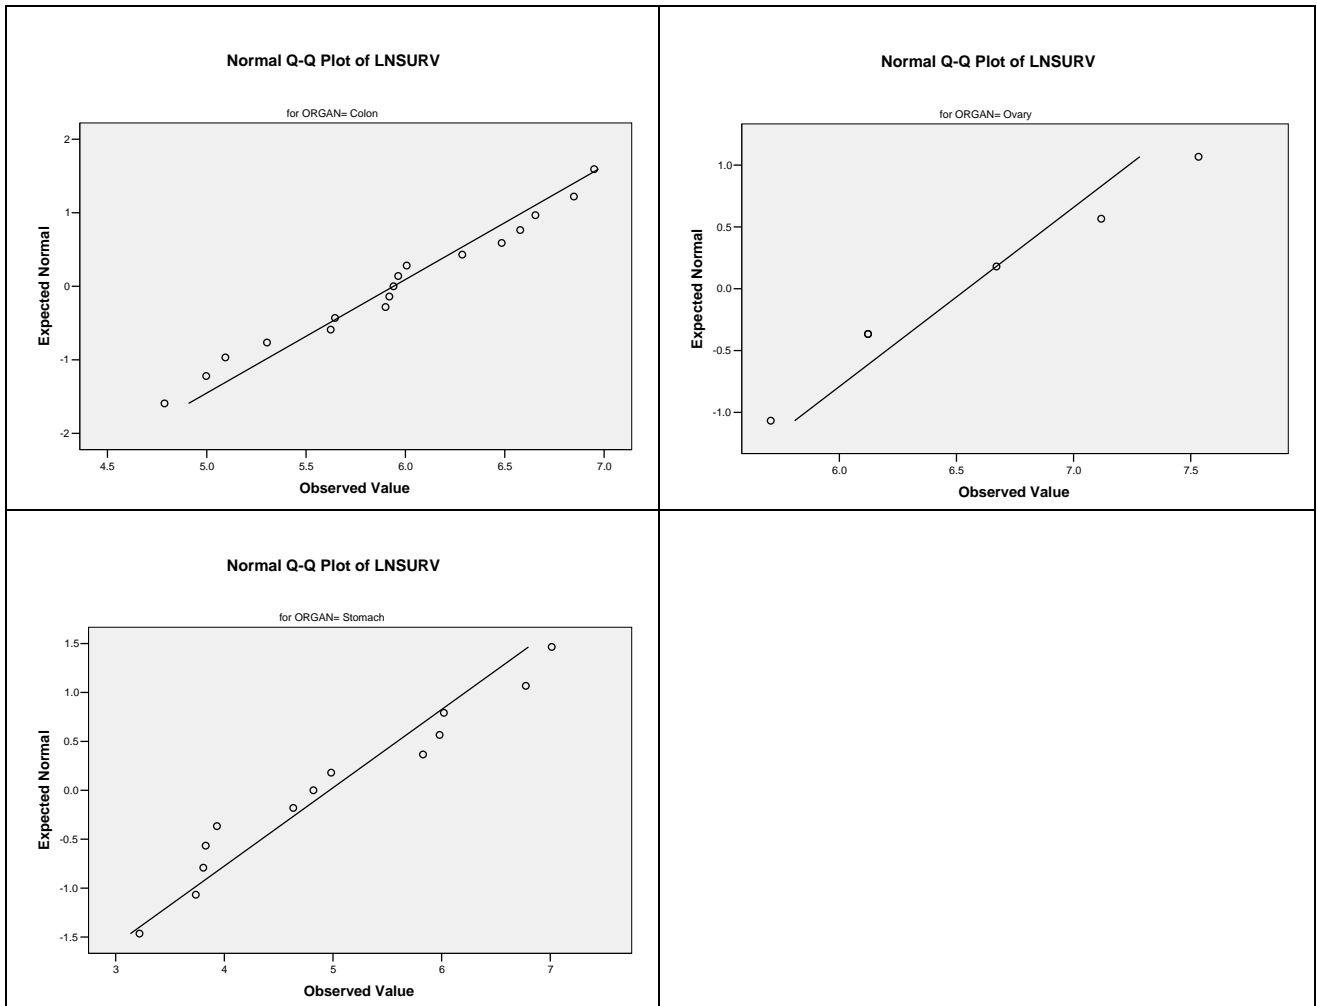 Normal Q-Q Plot of LNSURV
for ORGAN= Colon
2
1
0
-1
-2
Expected Normal
4.5 5.0 5.5 6.0 6.5 7.0
Observed Value
Normal Q-Q Plot of LNSURV
for ORGAN= Ovary
1.0
0.5
0.0
-0.5
-1.0
Expected Normal
6.0 6.5 7.0 7.5
Observed Value
Normal Q-Q Plot of LNSURV
for ORGAN= Stomach
1.5
1.0
0.5
0.0
-0.5
-1.0
-1.5
Expected Normal
3 4 5 6 7
Observed Value